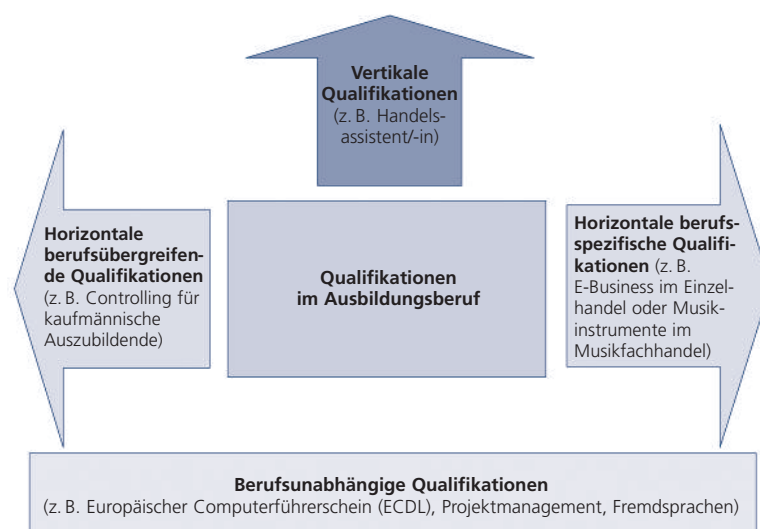 Vertikale
Qualifikationen
(z. B. Handels-
assistent/-in)
Horizontale
berufsübergreifen-
de Qualifikationen
(z. B. Controlling für
kaufmännische
Auszubildende)
Qualifikationen
im Ausbildungsberuf
Horizontale berufs-
spezifische Qualifi-
kationen (z. B.
E-Business im Einzel-
handel oder Musik-
instrumente im
Musikfachhandel)
Berufsunabhängige Qualifikationen
(z. B. Europäischer Computerführerschein (ECDL), Projektmanagement, Fremdsprachen)